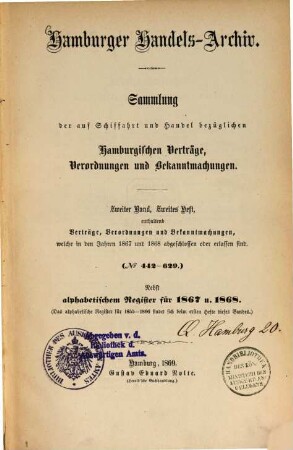 Hamburger Handels-Archiv.
Sammlung
der auf Schiffahrt und Handel bezüglichen
Hamburgischen Verträge,
Verordnungen und Bekanntmachungen.
Zweiter Band, Zweites Heft,
enthaltend
Verträge, Verordnungen und Bekanntmachungen,
welche in den Jahren 1867 und 1868 abgeschlossen oder erlassen sind.
(№ 442–629.)
Nebst
alphabetischem Register für 1867 u. 1868.
(Das alphabetische Register für 1855–1866 findet sich beim ersten Hefte dieses Bandes.)
Hamburg 20.
Abgegeben v. d.
Bibliothek d.
Auswärtigen Amts.
Hamburg, 1869.
Gustav Eduard Nolte.